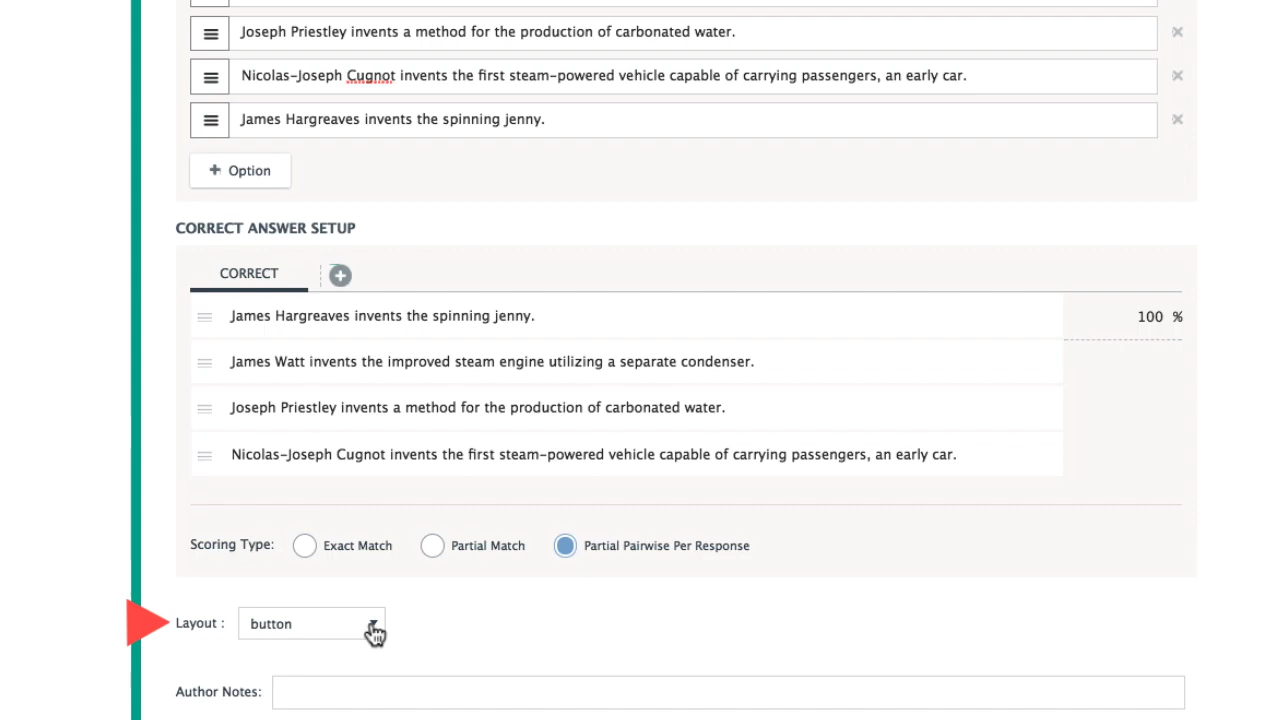 Joseph Priestley invents a method for the production of carbonated water.
Nicolas-Joseph Cugnot invents the first steam-powered vehicle capable of carrying passengers, an early car.
James Hargreaves invents the spinning jenny.
+ Option
CORRECT ANSWER SETUP
CORRECT
James Hargreaves invents the spinning jenny.
100 %
James Watt invents the improved steam engine utilizing a separate condenser.
Joseph Priestley invents a method for the production of carbonated water.
Nicolas-Joseph Cugnot invents the first steam-powered vehicle capable of carrying passengers, an early car.
Scoring Type: Exact Match Partial Match Partial Pairwise Per Response
Layout : button
Author Notes: